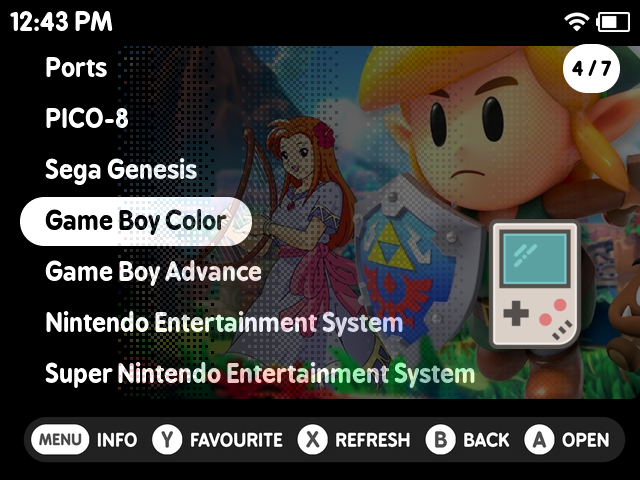 12:43 PM
Ports
4 / 7
PICO-8
Sega Genesis
Game Boy Color
Game Boy Advance
Nintendo Entertainment System
Super Nintendo Entertainment System
MENU INFO Y FAVOURITE X REFRESH B BACK A OPEN